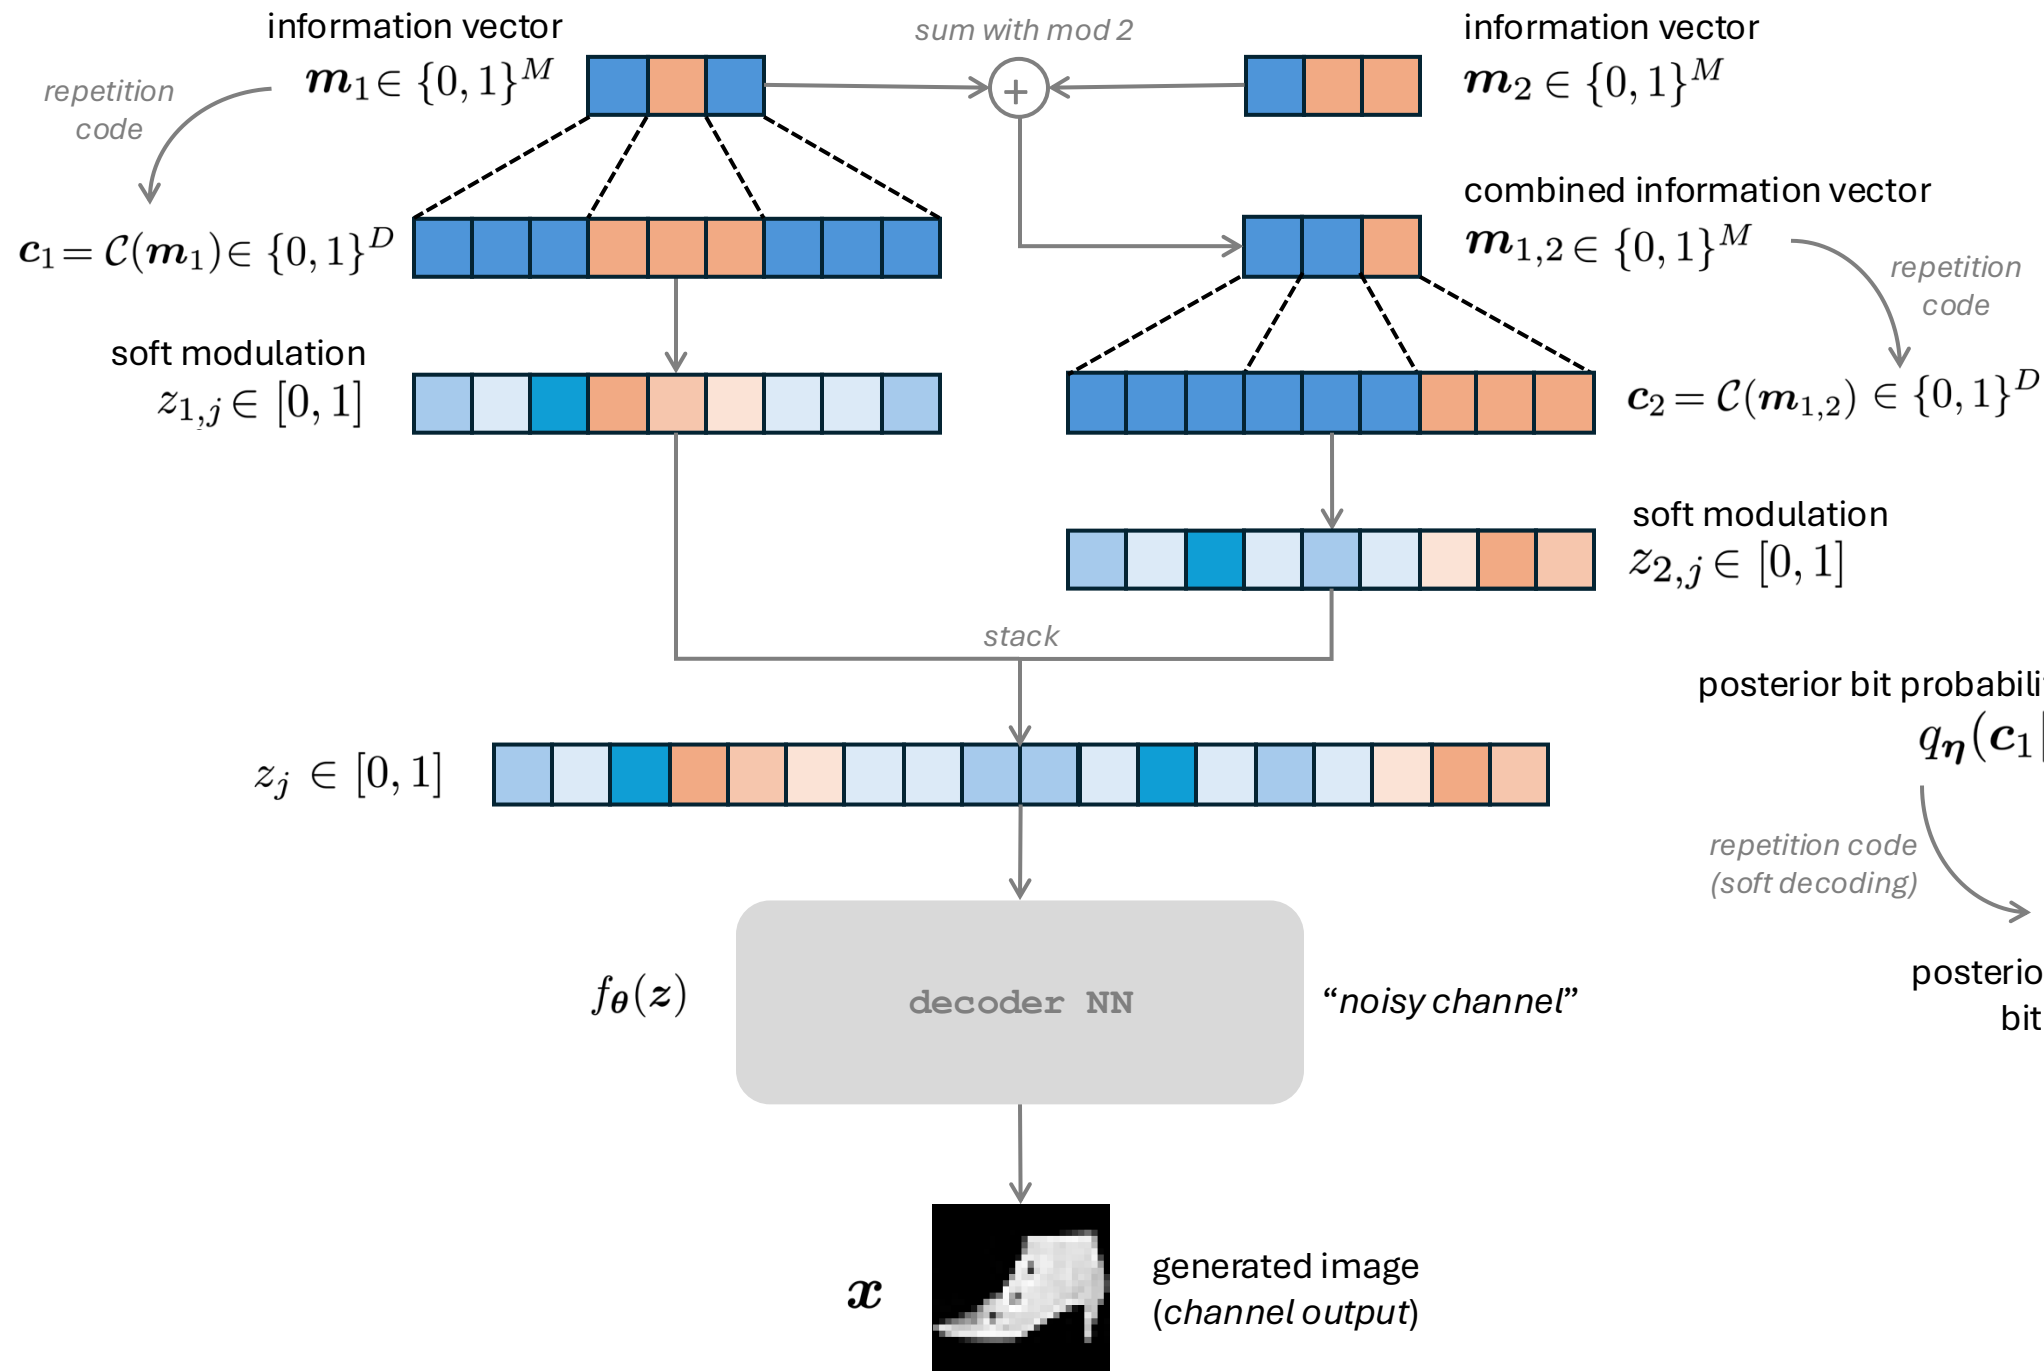 information vector
m₁ ∈ {0, 1}ᴹ
sum with mod 2
+
information vector
m₂ ∈ {0, 1}ᴹ
repetition
code
c₁ = 𝒞(m₁) ∈ {0, 1}ᴰ
combined information vector
m₁,₂ ∈ {0, 1}ᴹ
repetition
code
soft modulation
z₁,ⱼ ∈ [0, 1]
c₂ = 𝒞(m₁,₂) ∈ {0, 1}ᴰ
soft modulation
z₂,ⱼ ∈ [0, 1]
stack
zⱼ ∈ [0, 1]
posterior bit probabili
q_η(c₁|
repetition code
(soft decoding)
posterio
bit
f_θ(z)
decoder NN
“noisy channel”
x
generated image
(channel output)